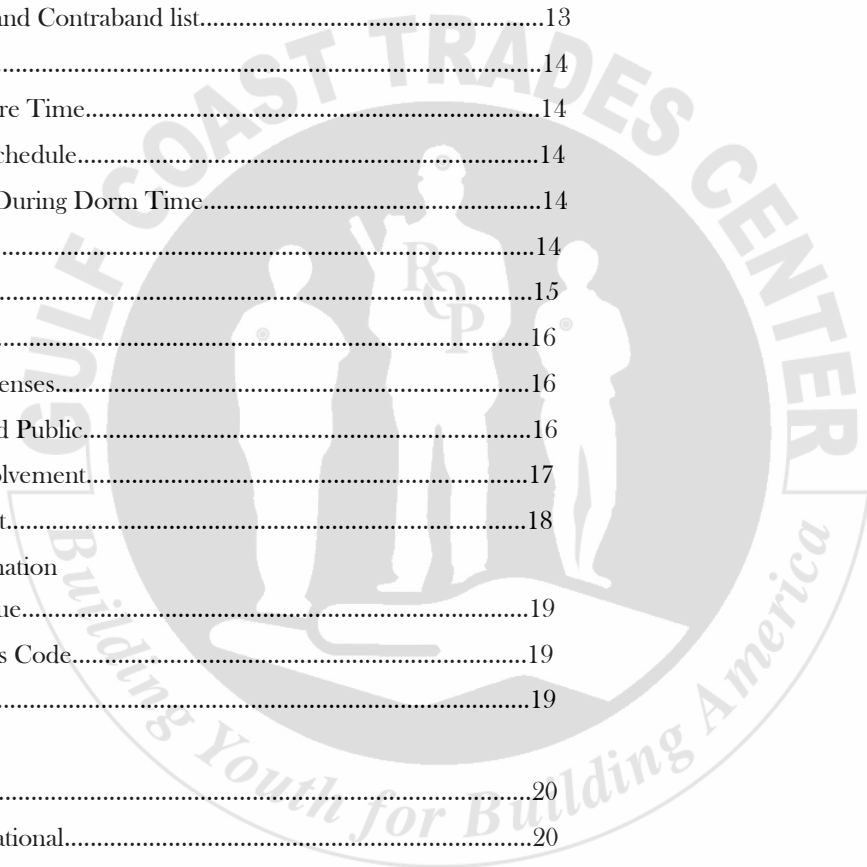 and Contraband list..............................................................13
..............................................................14
re Time..............................................................14
chedule..............................................................14
During Dorm Time..............................................................14
..............................................................14
..............................................................15
..............................................................16
enses..............................................................16
d Public..............................................................16
olvement..............................................................17
t..............................................................18
nation
ue..............................................................19
s Code..............................................................19
..............................................................19
..............................................................20
ational..............................................................20
GULF COAST TRADES CENTER
ROP
Building Youth for Building America